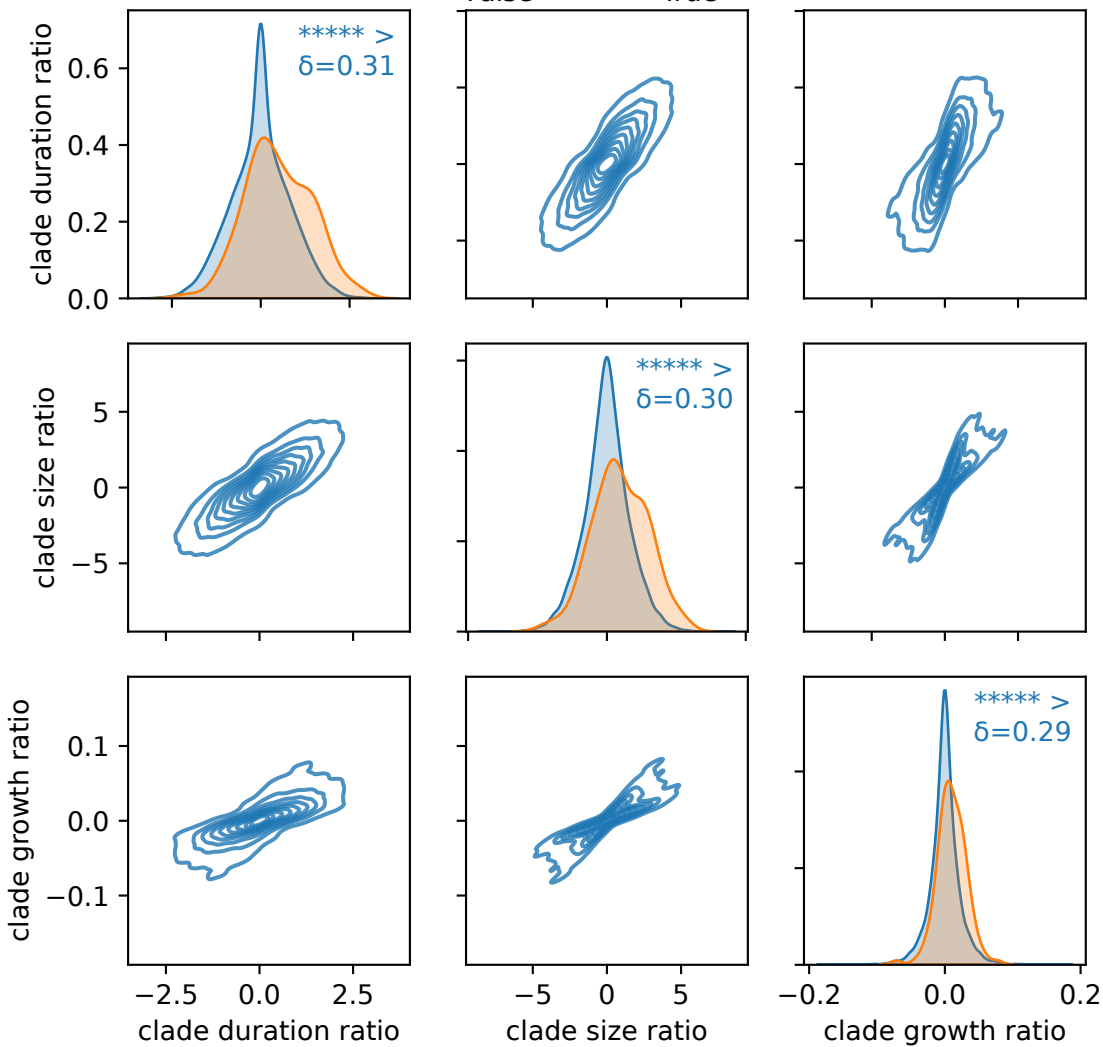 ***** >
δ=0.31
clade duration ratio
0.6
0.4
0.2
0.0
***** >
δ=0.30
clade size ratio
5
0
−5
***** >
δ=0.29
clade growth ratio
0.1
0.0
−0.1
−2.5 0.0 2.5 −5 0 5 −0.2 0.0 0.2
clade duration ratio clade size ratio clade growth ratio